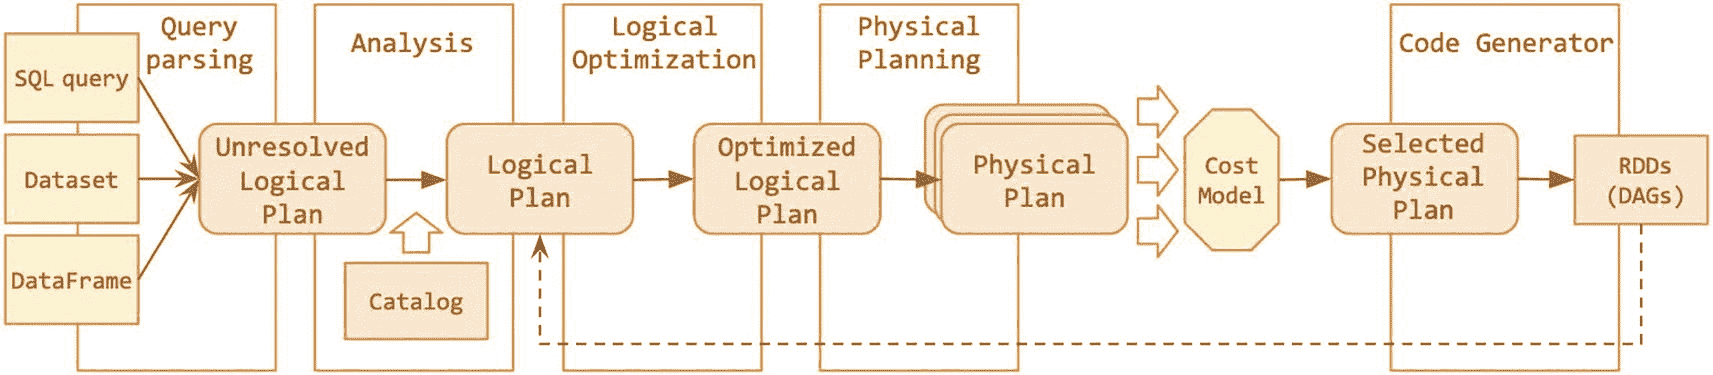 Query
parsing
Analysis
Logical
Optimization
Physical
Planning
Code Generator
SQL query
Dataset
DataFrame
Unresolved
Logical
Plan
Catalog
Logical
Plan
Optimized
Logical
Plan
Physical
Plan
Cost
Model
Selected
Physical
Plan
RDDs
(DAGs)